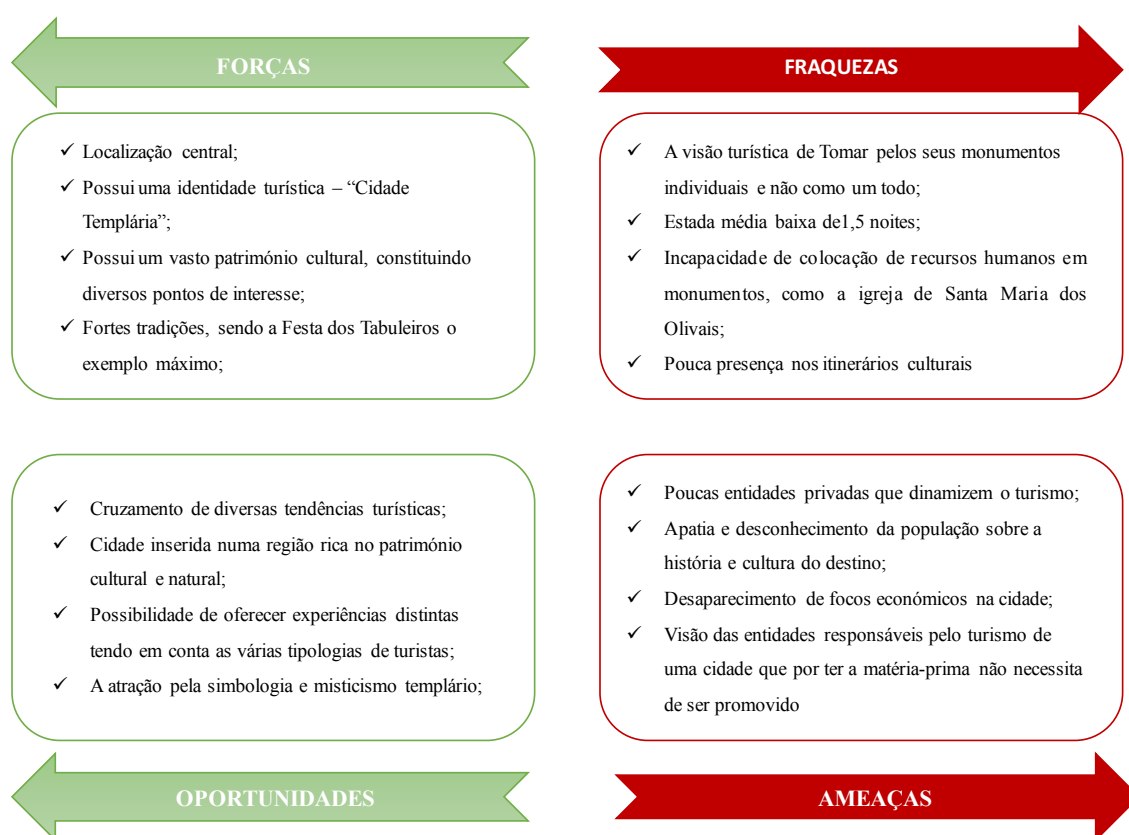 FORÇAS
✓ Localização central;
✓ Possui uma identidade turística – “Cidade
Templária”;
✓ Possui um vasto património cultural, constituindo
diversos pontos de interesse;
✓ Fortes tradições, sendo a Festa dos Tabuleiros o
exemplo máximo;
FRAQUEZAS
✓ A visão turística de Tomar pelos seus monumentos
individuais e não como um todo;
✓ Estada média baixa de1,5 noites;
✓ Incapacidade de colocação de recursos humanos em
monumentos, como a igreja de Santa Maria dos
Olivais;
✓ Pouca presença nos itinerários culturais
✓ Cruzamento de diversas tendências turísticas;
✓ Cidade inserida numa região rica no património
cultural e natural;
✓ Possibilidade de oferecer experiências distintas
tendo em conta as várias tipologias de turistas;
✓ A atração pela simbologia e misticismo templário;
OPORTUNIDADES
✓ Poucas entidades privadas que dinamizem o turismo;
✓ Apatia e desconhecimento da população sobre a
história e cultura do destino;
✓ Desaparecimento de focos económicos na cidade;
✓ Visão das entidades responsáveis pelo turismo de
uma cidade que por ter a matéria-prima não necessita
de ser promovido
AMEAÇAS